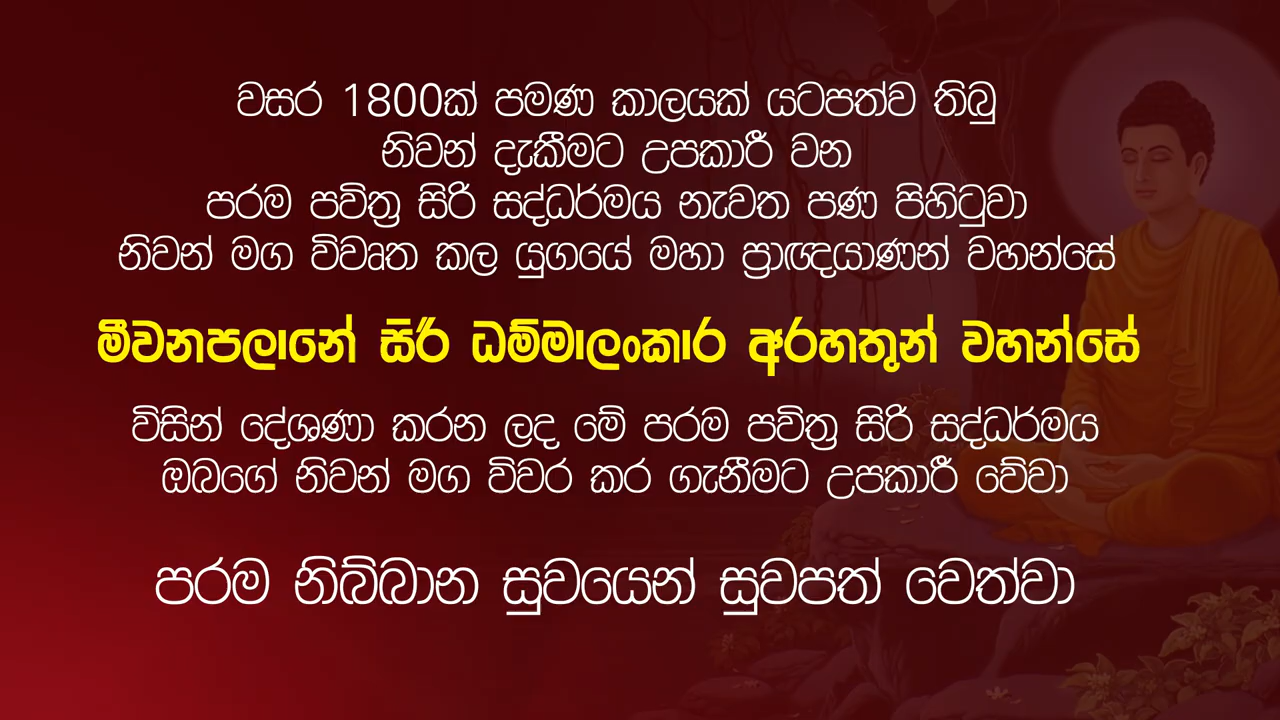 වසර 1800ක් පමණ කාලයක් යටපත්ව තිබු
නිවන් දැකීමට උපකාරී වන
පරම පවිත්‍ර සිරි සද්ධර්මය නැවත පණ පිහිටුවා
නිවන් මග විවෘත කල යුගයේ මහා ප්‍රාඥයාණන් වහන්සේ
මීවනපලානේ සිරි ධම්මාලංකාර අරහතුන් වහන්සේ
විසින් දේශණා කරන ලද මේ පරම පවිත්‍ර සිරි සද්ධර්මය
ඔබගේ නිවන් මග විවර කර ගැනීමට උපකාරී වේවා
පරම නිබ්බාන සුවයෙන් සුවපත් වෙත්වා